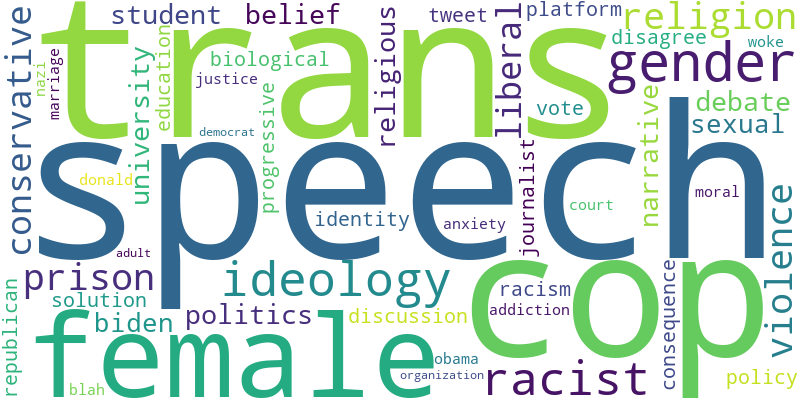 trans
speech
cop
female
gender
ideology
racist
prison
religion
conservative
liberal
violence
student
belief
tweet
platform
disagree
woke
nazi
marriage
education
biological
justice
university
religious
vote
debate
sexual
progressive
democrat
donald
narrative
journalist
moral
court
identity
anxiety
adult
republican
solution
biden
politics
discussion
racism
addiction
consequence
obama
organization
policy
blah